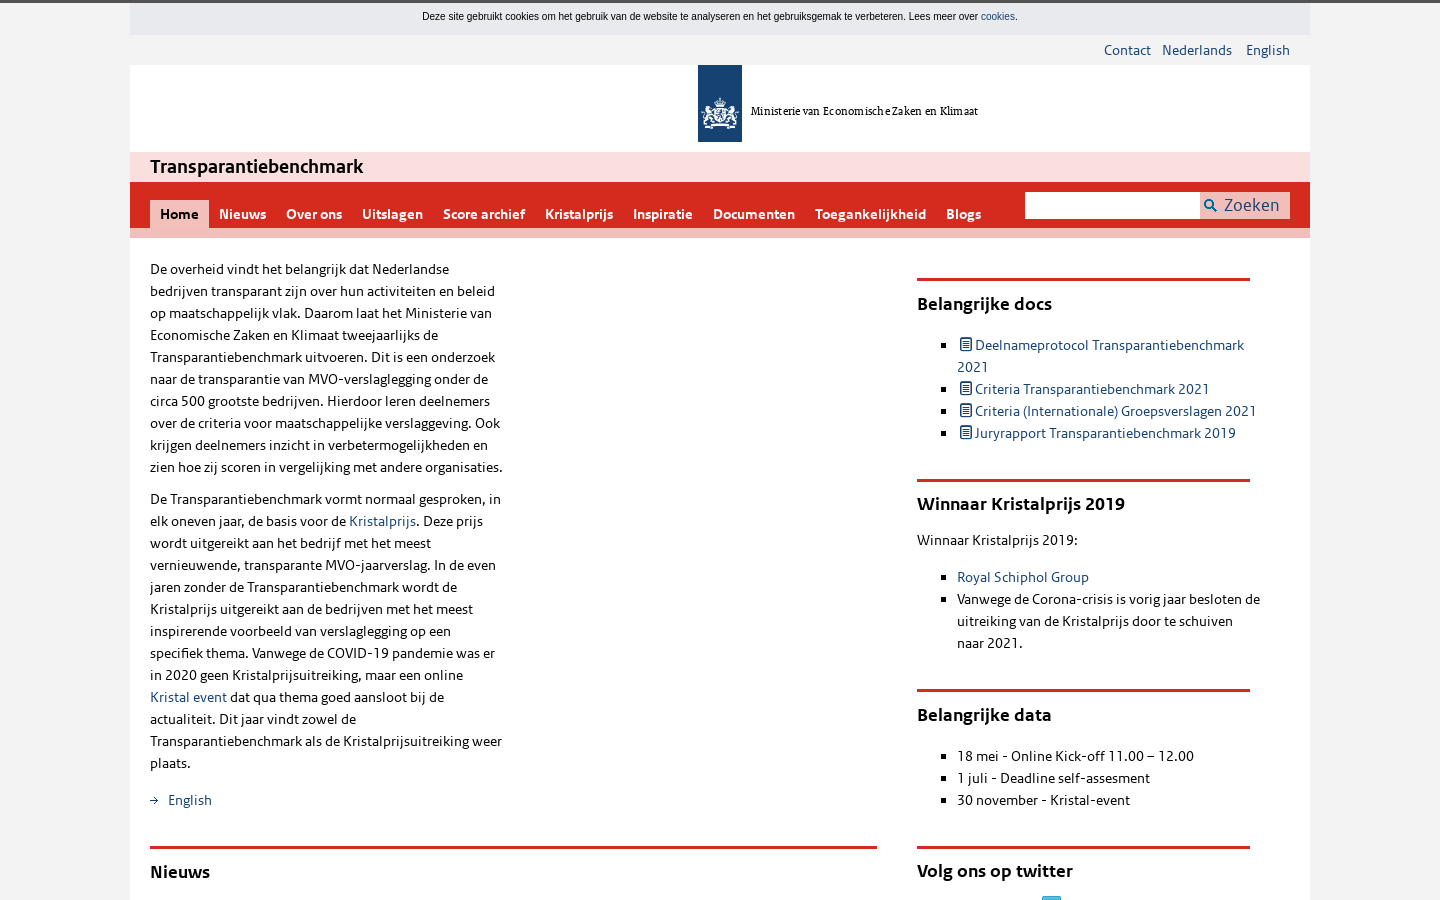 Deze site gebruikt cookies om het gebruik van de website te analyseren en het gebruiksgemak te verbeteren. Lees meer over cookies.
Contact Nederlands English
Ministerie van Economische Zaken en Klimaat
Transparantiebenchmark
Home Nieuws Over ons Uitslagen Score archief Kristalprijs Inspiratie Documenten Toegankelijkheid Blogs
Zoeken
De overheid vindt het belangrijk dat Nederlandse
bedrijven transparant zijn over hun activiteiten en beleid
op maatschappelijk vlak. Daarom laat het Ministerie van
Economische Zaken en Klimaat tweejaarlijks de
Transparantiebenchmark uitvoeren. Dit is een onderzoek
naar de transparantie van MVO-verslaglegging onder de
circa 500 grootste bedrijven. Hierdoor leren deelnemers
over de criteria voor maatschappelijke verslaggeving. Ook
krijgen deelnemers inzicht in verbetermogelijkheden en
zien hoe zij scoren in vergelijking met andere organisaties.
De Transparantiebenchmark vormt normaal gesproken, in
elk oneven jaar, de basis voor de Kristalprijs. Deze prijs
wordt uitgereikt aan het bedrijf met het meest
vernieuwende, transparante MVO-jaarverslag. In de even
jaren zonder de Transparantiebenchmark wordt de
Kristalprijs uitgereikt aan de bedrijven met het meest
inspirerende voorbeeld van verslaglegging op een
specifiek thema. Vanwege de COVID-19 pandemie was er
in 2020 geen Kristalprijsuitreiking, maar een online
Kristal event dat qua thema goed aansloot bij de
actualiteit. Dit jaar vindt zowel de
Transparantiebenchmark als de Kristalprijsuitreiking weer
plaats.
English
Nieuws
Belangrijke docs
Deelnameprotocol Transparantiebenchmark
2021
Criteria Transparantiebenchmark 2021
Criteria (Internationale) Groepsverslagen 2021
Juryrapport Transparantiebenchmark 2019
Winnaar Kristalprijs 2019
Winnaar Kristalprijs 2019:
Royal Schiphol Group
Vanwege de Corona-crisis is vorig jaar besloten de
uitreiking van de Kristalprijs door te schuiven
naar 2021.
Belangrijke data
18 mei - Online Kick-off 11.00 – 12.00
1 juli - Deadline self-assesment
30 november - Kristal-event
Volg ons op twitter